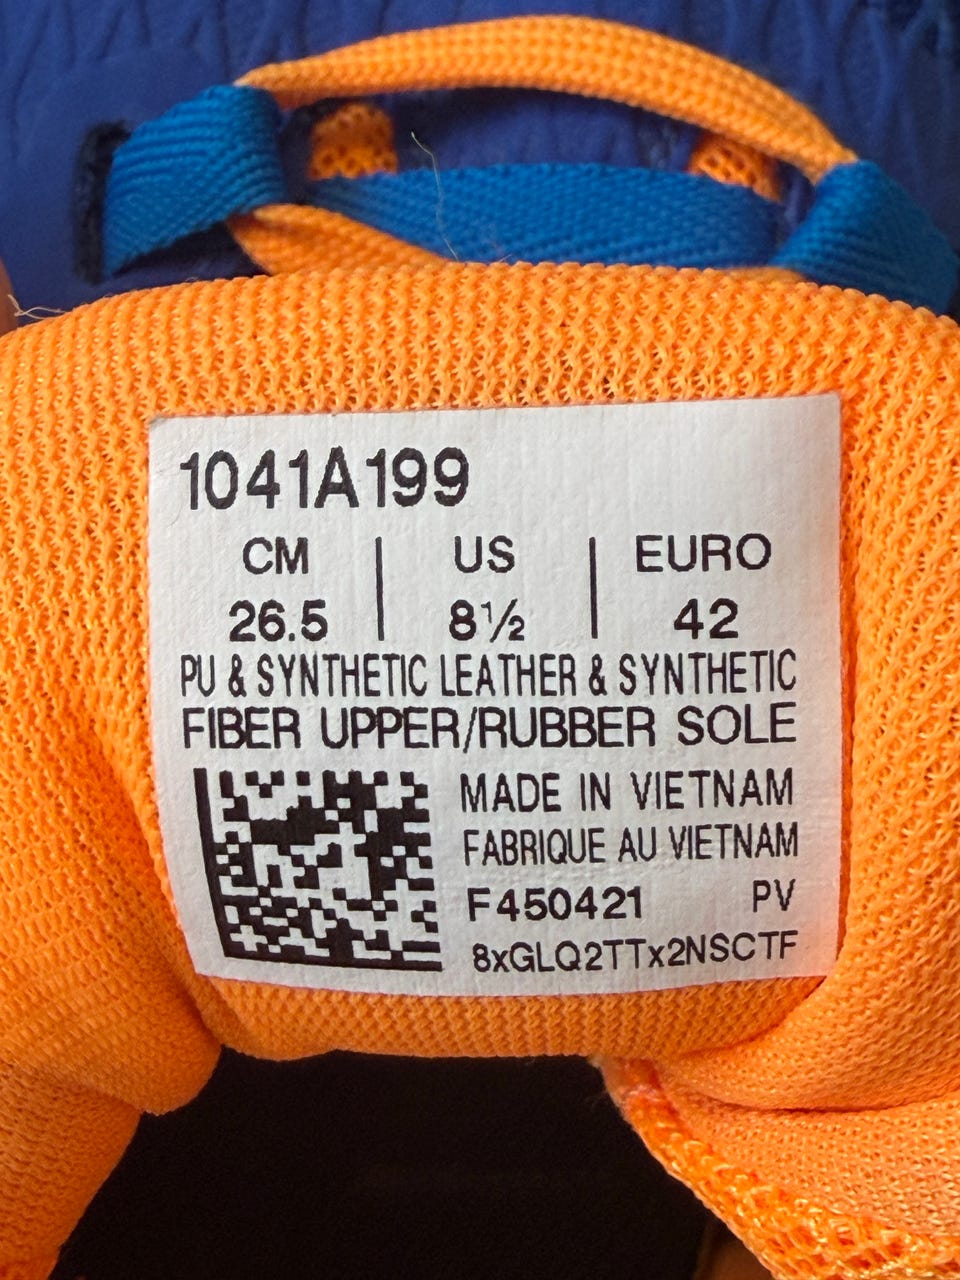 1041A199
CM | US | EURO
26.5 | 8½ | 42
PU & SYNTHETIC LEATHER & SYNTHETIC
FIBER UPPER/RUBBER SOLE
MADE IN VIETNAM
FABRIQUE AU VIETNAM
F450421 PV
8xGLQ2TTx2NSCTF